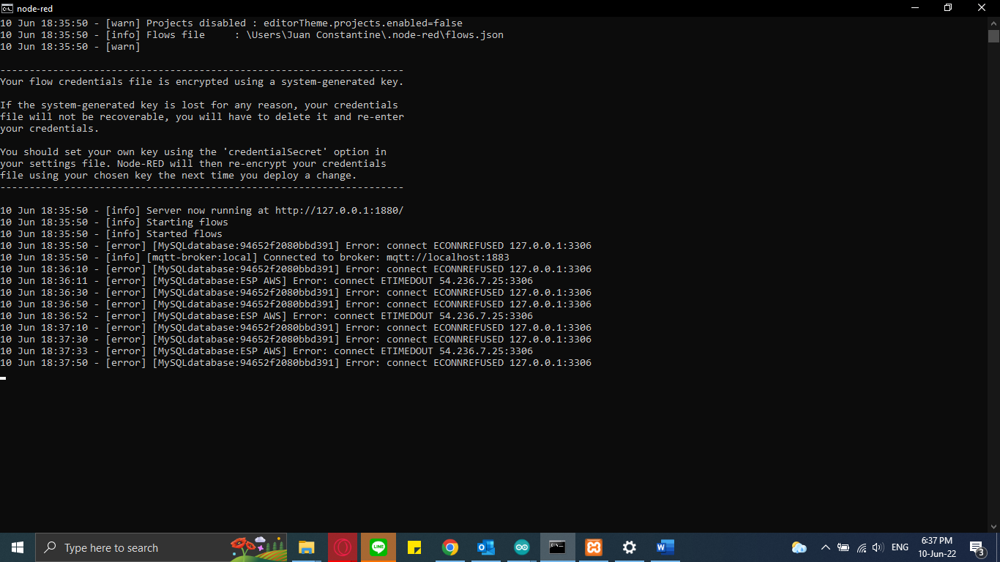 node-red
10 Jun 18:35:50 - [warn] Projects disabled : editorTheme.projects.enabled=false
10 Jun 18:35:50 - [info] Flows file     : \Users\Juan Constantine\.node-red\flows.json
10 Jun 18:35:50 - [warn]
---------------------------------------------------------------------
Your flow credentials file is encrypted using a system-generated key.
If the system-generated key is lost for any reason, your credentials
file will not be recoverable, you will have to delete it and re-enter
your credentials.
You should set your own key using the 'credentialSecret' option in
your settings file. Node-RED will then re-encrypt your credentials
file using your chosen key the next time you deploy a change.
---------------------------------------------------------------------
10 Jun 18:35:50 - [info] Server now running at http://127.0.0.1:1880/
10 Jun 18:35:50 - [info] Starting flows
10 Jun 18:35:50 - [info] Started flows
10 Jun 18:35:50 - [error] [MySQLdatabase:94652f2080bbd391] Error: connect ECONNREFUSED 127.0.0.1:3306
10 Jun 18:35:50 - [info] [mqtt-broker:local] Connected to broker: mqtt://localhost:1883
10 Jun 18:36:10 - [error] [MySQLdatabase:94652f2080bbd391] Error: connect ECONNREFUSED 127.0.0.1:3306
10 Jun 18:36:11 - [error] [MySQLdatabase:ESP AWS] Error: connect ETIMEDOUT 54.236.7.25:3306
10 Jun 18:36:30 - [error] [MySQLdatabase:94652f2080bbd391] Error: connect ECONNREFUSED 127.0.0.1:3306
10 Jun 18:36:50 - [error] [MySQLdatabase:94652f2080bbd391] Error: connect ECONNREFUSED 127.0.0.1:3306
10 Jun 18:36:52 - [error] [MySQLdatabase:ESP AWS] Error: connect ETIMEDOUT 54.236.7.25:3306
10 Jun 18:37:10 - [error] [MySQLdatabase:94652f2080bbd391] Error: connect ECONNREFUSED 127.0.0.1:3306
10 Jun 18:37:30 - [error] [MySQLdatabase:94652f2080bbd391] Error: connect ECONNREFUSED 127.0.0.1:3306
10 Jun 18:37:33 - [error] [MySQLdatabase:ESP AWS] Error: connect ETIMEDOUT 54.236.7.25:3306
10 Jun 18:37:50 - [error] [MySQLdatabase:94652f2080bbd391] Error: connect ECONNREFUSED 127.0.0.1:3306
Type here to search
LINE
ENG
6:37 PM
10-Jun-22
3